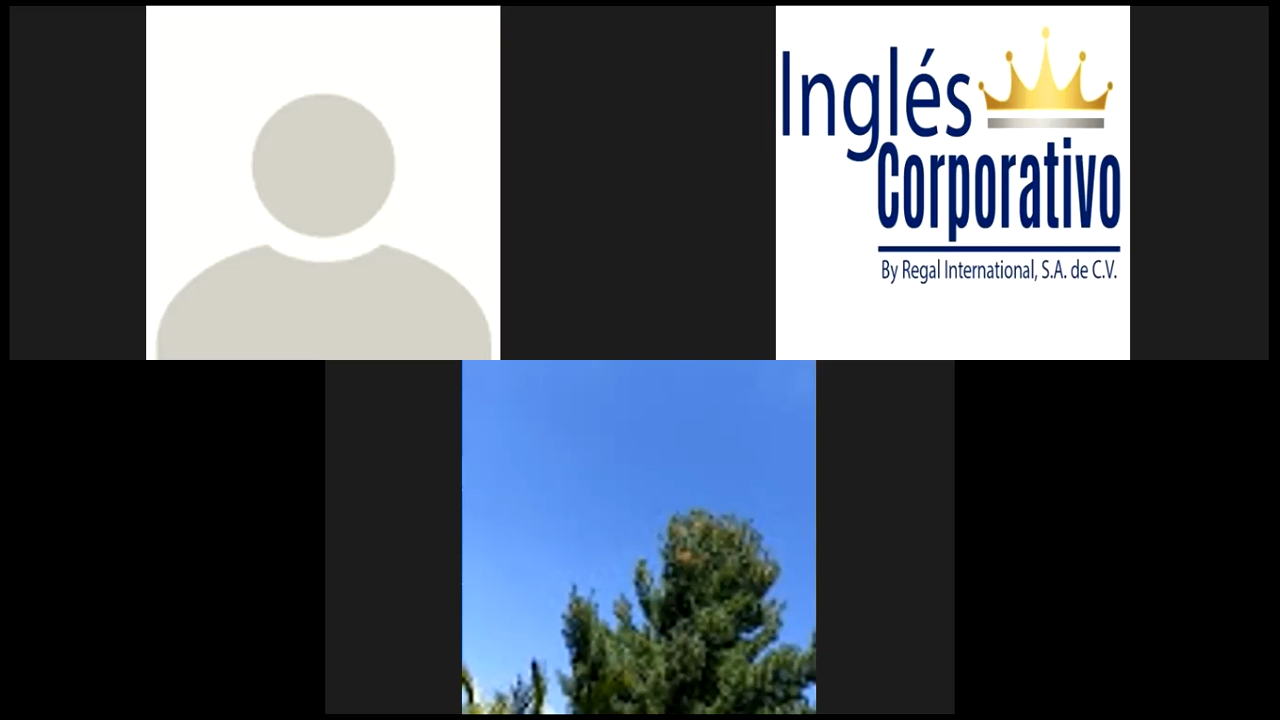 Inglés
Corporativo
By Regal International, S.A. de C.V.